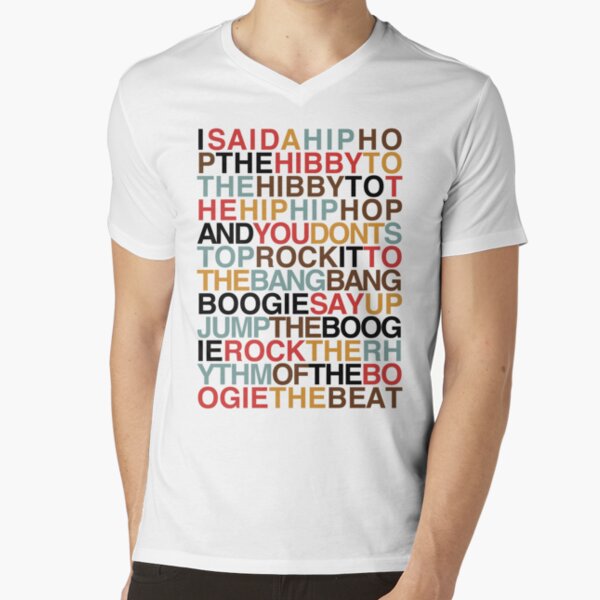 ISAIDAHIPHO
PTHEHIBBYTO
THEHIBBYTOT
HEHIPHIPHOP
ANDYOUDONTS
TOPROCKITTO
THEBANGBANG
BOOGIESAYUP
JUMPTHEBOOG
IEROCKTHERH
YTHMOFTHEBO
OGIETHEBEAT